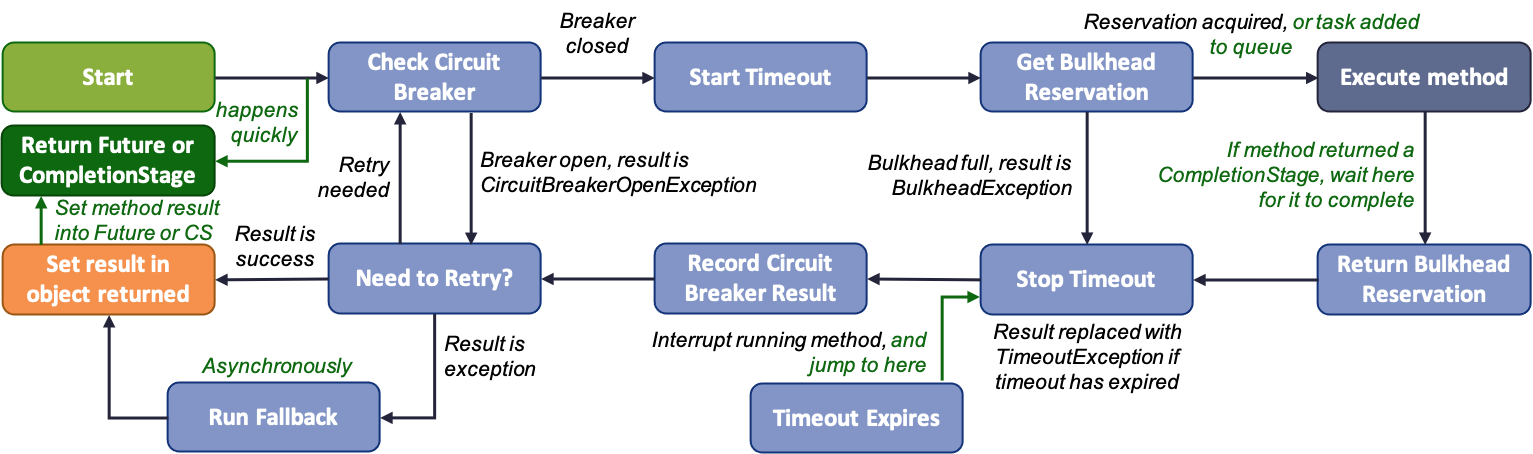 Breaker
closed
Reservation acquired, or task added
to queue
Start
Check Circuit
Breaker
Start Timeout
Get Bulkhead
Reservation
Execute method
happens
quickly
Return Future or
CompletionStage
Retry
needed
Breaker open, result is
CircuitBreakerOpenException
Bulkhead full, result is
BulkheadException
If method returned a
CompletionStage, wait here
for it to complete
Set method result
into Future or CS
Result is
success
Set result in
object returned
Need to Retry?
Record Circuit
Breaker Result
Stop Timeout
Return Bulkhead
Reservation
Result is
exception
Interrupt running method, and
jump to here
Result replaced with
TimeoutException if
timeout has expired
Asynchronously
Run Fallback
Timeout Expires